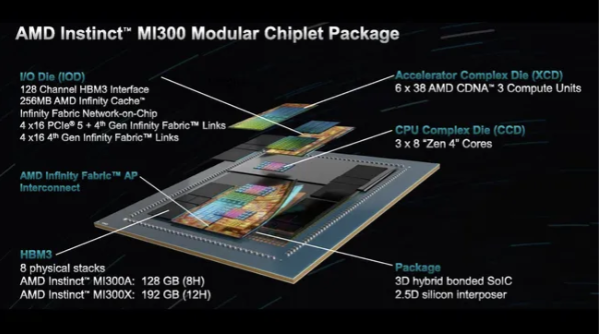 AMD Instinct™ MI300 Modular Chiplet Package
I/O Die (IOD)
128 Channel HBM3 Interface
256MB AMD Infinity Cache™
Infinity Fabric Network-on-Chip
4 x16 PCIe® 5 + 4th Gen Infinity Fabric™ Links
4 x16 4th Gen Infinity Fabric™ Links
Accelerator Complex Die (XCD)
6 x 38 AMD CDNA™ 3 Compute Units
CPU Complex Die (CCD)
3 x 8 "Zen 4" Cores
AMD Infinity Fabric™ AP
Interconnect
HBM3
8 physical stacks
AMD Instinct™ MI300A: 128 GB (8H)
AMD Instinct™ MI300X: 192 GB (12H)
Package
3D hybrid bonded SoIC
2.5D silicon interposer